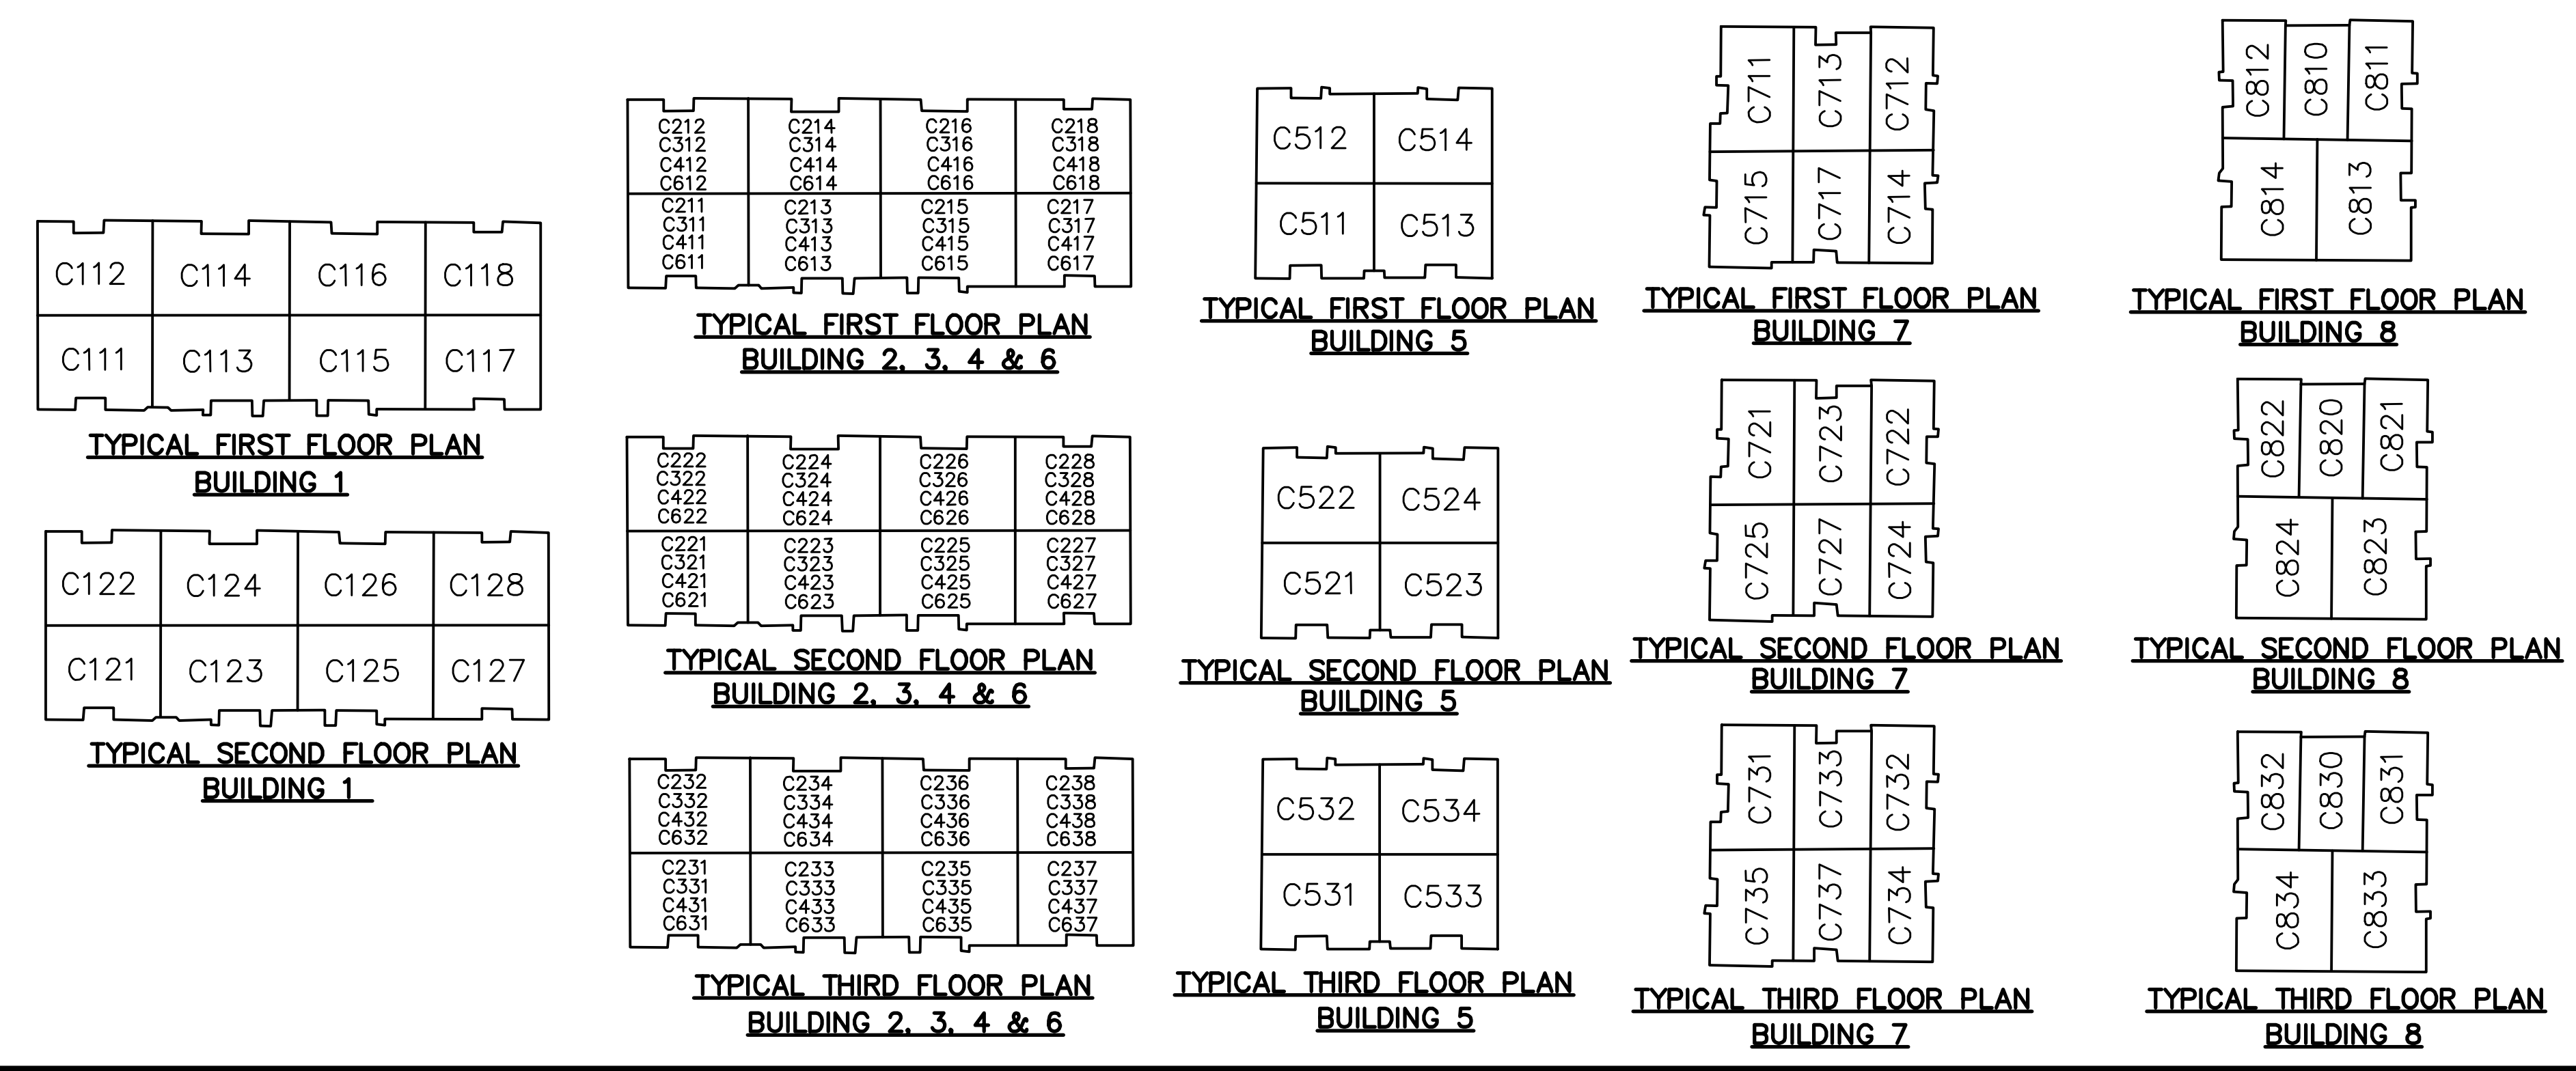 C112 C114 C116 C118
C111 C113 C115 C117
TYPICAL FIRST FLOOR PLAN
BUILDING 1
C122 C124 C126 C128
C121 C123 C125 C127
TYPICAL SECOND FLOOR PLAN
BUILDING 1
C212 C214 C216 C218
C312 C314 C316 C318
C412 C414 C416 C418
C612 C614 C616 C618
C211 C213 C215 C217
C311 C313 C315 C317
C411 C413 C415 C417
C611 C613 C615 C617
TYPICAL FIRST FLOOR PLAN
BUILDING 2, 3, 4 & 6
C222 C224 C226 C228
C322 C324 C326 C328
C422 C424 C426 C428
C622 C624 C626 C628
C221 C223 C225 C227
C321 C323 C325 C327
C421 C423 C425 C427
C621 C623 C625 C627
TYPICAL SECOND FLOOR PLAN
BUILDING 2, 3, 4 & 6
C232 C234 C236 C238
C332 C334 C336 C338
C432 C434 C436 C438
C632 C634 C636 C638
C231 C233 C235 C237
C331 C333 C335 C337
C431 C433 C435 C437
C631 C633 C635 C637
TYPICAL THIRD FLOOR PLAN
BUILDING 2, 3, 4 & 6
C512 C514
C511 C513
TYPICAL FIRST FLOOR PLAN
BUILDING 5
C522 C524
C521 C523
TYPICAL SECOND FLOOR PLAN
BUILDING 5
C532 C534
C531 C533
TYPICAL THIRD FLOOR PLAN
BUILDING 5
C711 C713 C712
C715 C717 C714
TYPICAL FIRST FLOOR PLAN
BUILDING 7
C721 C723 C722
C725 C727 C724
TYPICAL SECOND FLOOR PLAN
BUILDING 7
C731 C733 C732
C735 C737 C734
TYPICAL THIRD FLOOR PLAN
BUILDING 7
C812 C810 C811
C814 C813
TYPICAL FIRST FLOOR PLAN
BUILDING 8
C822 C820 C821
C824 C823
TYPICAL SECOND FLOOR PLAN
BUILDING 8
C832 C830 C831
C834 C833
TYPICAL THIRD FLOOR PLAN
BUILDING 8